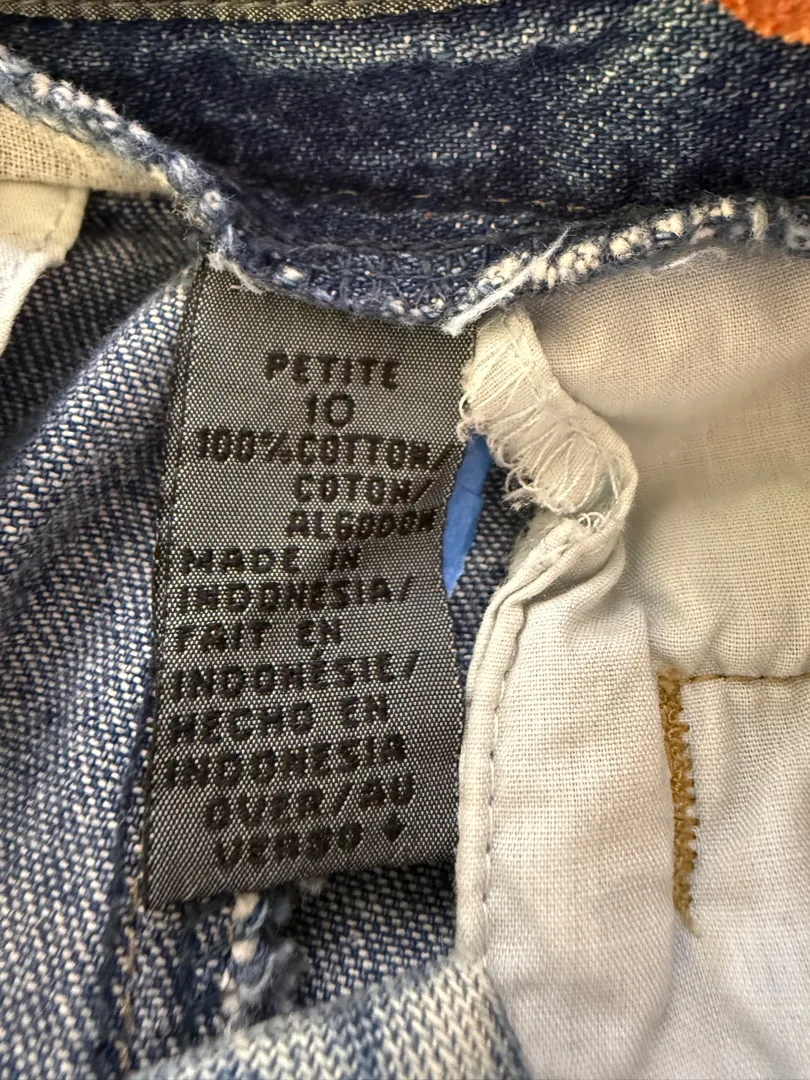 PETITE
10
100%COTTON/
COTON/
ALGODON
MADE IN
INDONESIA/
FAIT EN
INDONÉSIE/
HECHO EN
INDONESIA
OVER/AU
VERSO ↓